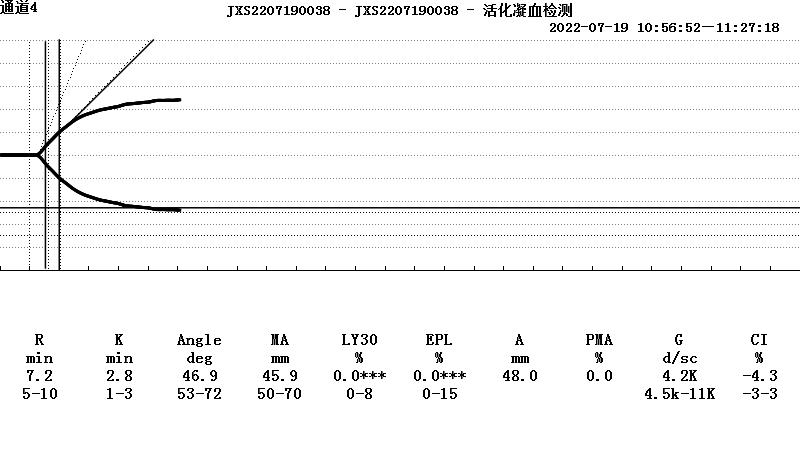 通道4
JXS2207190038 - JXS2207190038 - 活化凝血检测
2022-07-19 10:56:52—11:27:18
R K Angle MA LY30 EPL A PMA G CI
min min deg mm % % mm % d/sc %
7.2 2.8 46.9 45.9 0.0*** 0.0*** 48.0 0.0 4.2K -4.3
5-10 1-3 53-72 50-70 0-8 0-15 4.5k-11K -3-3